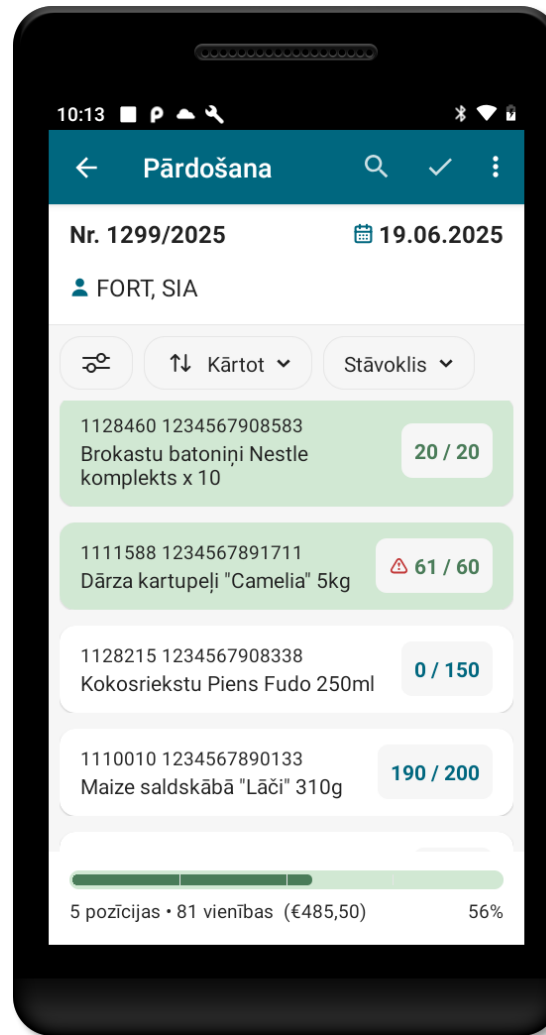 10:13
Pārdošana
Nr. 1299/2025 19.06.2025
FORT, SIA
Kārtot Stāvoklis
1128460 1234567908583
Brokastu batoniņi Nestle
komplekts x 10
20 / 20
1111588 1234567891711
Dārza kartupeļi "Camelia" 5kg
61 / 60
1128215 1234567908338
Kokosriekstu Piens Fudo 250ml
0 / 150
1110010 1234567890133
Maize saldskābā "Lāči" 310g
190 / 200
5 pozīcijas • 81 vienības (€485,50) 56%